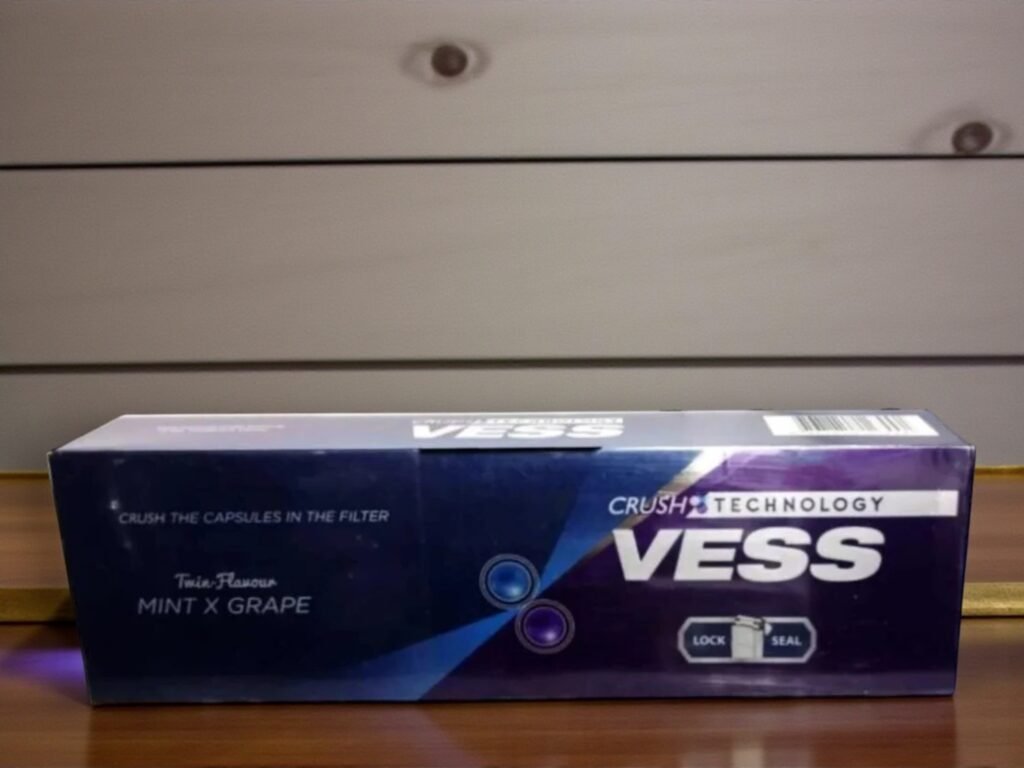 VESS
CRUSH TECHNOLOGY
VESS
CRUSH THE CAPSULES IN THE FILTER
Twin-Flavour
MINT X GRAPE
LOCK SEAL